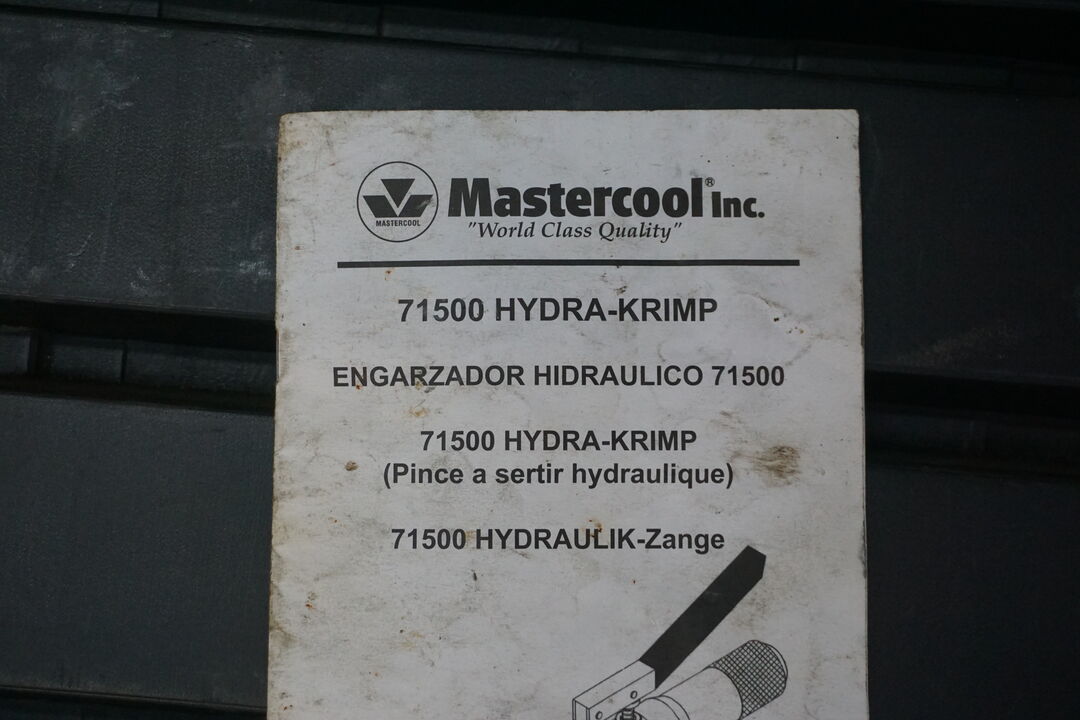 MASTERCOOL
Mastercool® Inc.
"World Class Quality"
71500 HYDRA-KRIMP
ENGARZADOR HIDRAULICO 71500
71500 HYDRA-KRIMP
(Pince a sertir hydraulique)
71500 HYDRAULIK-Zange